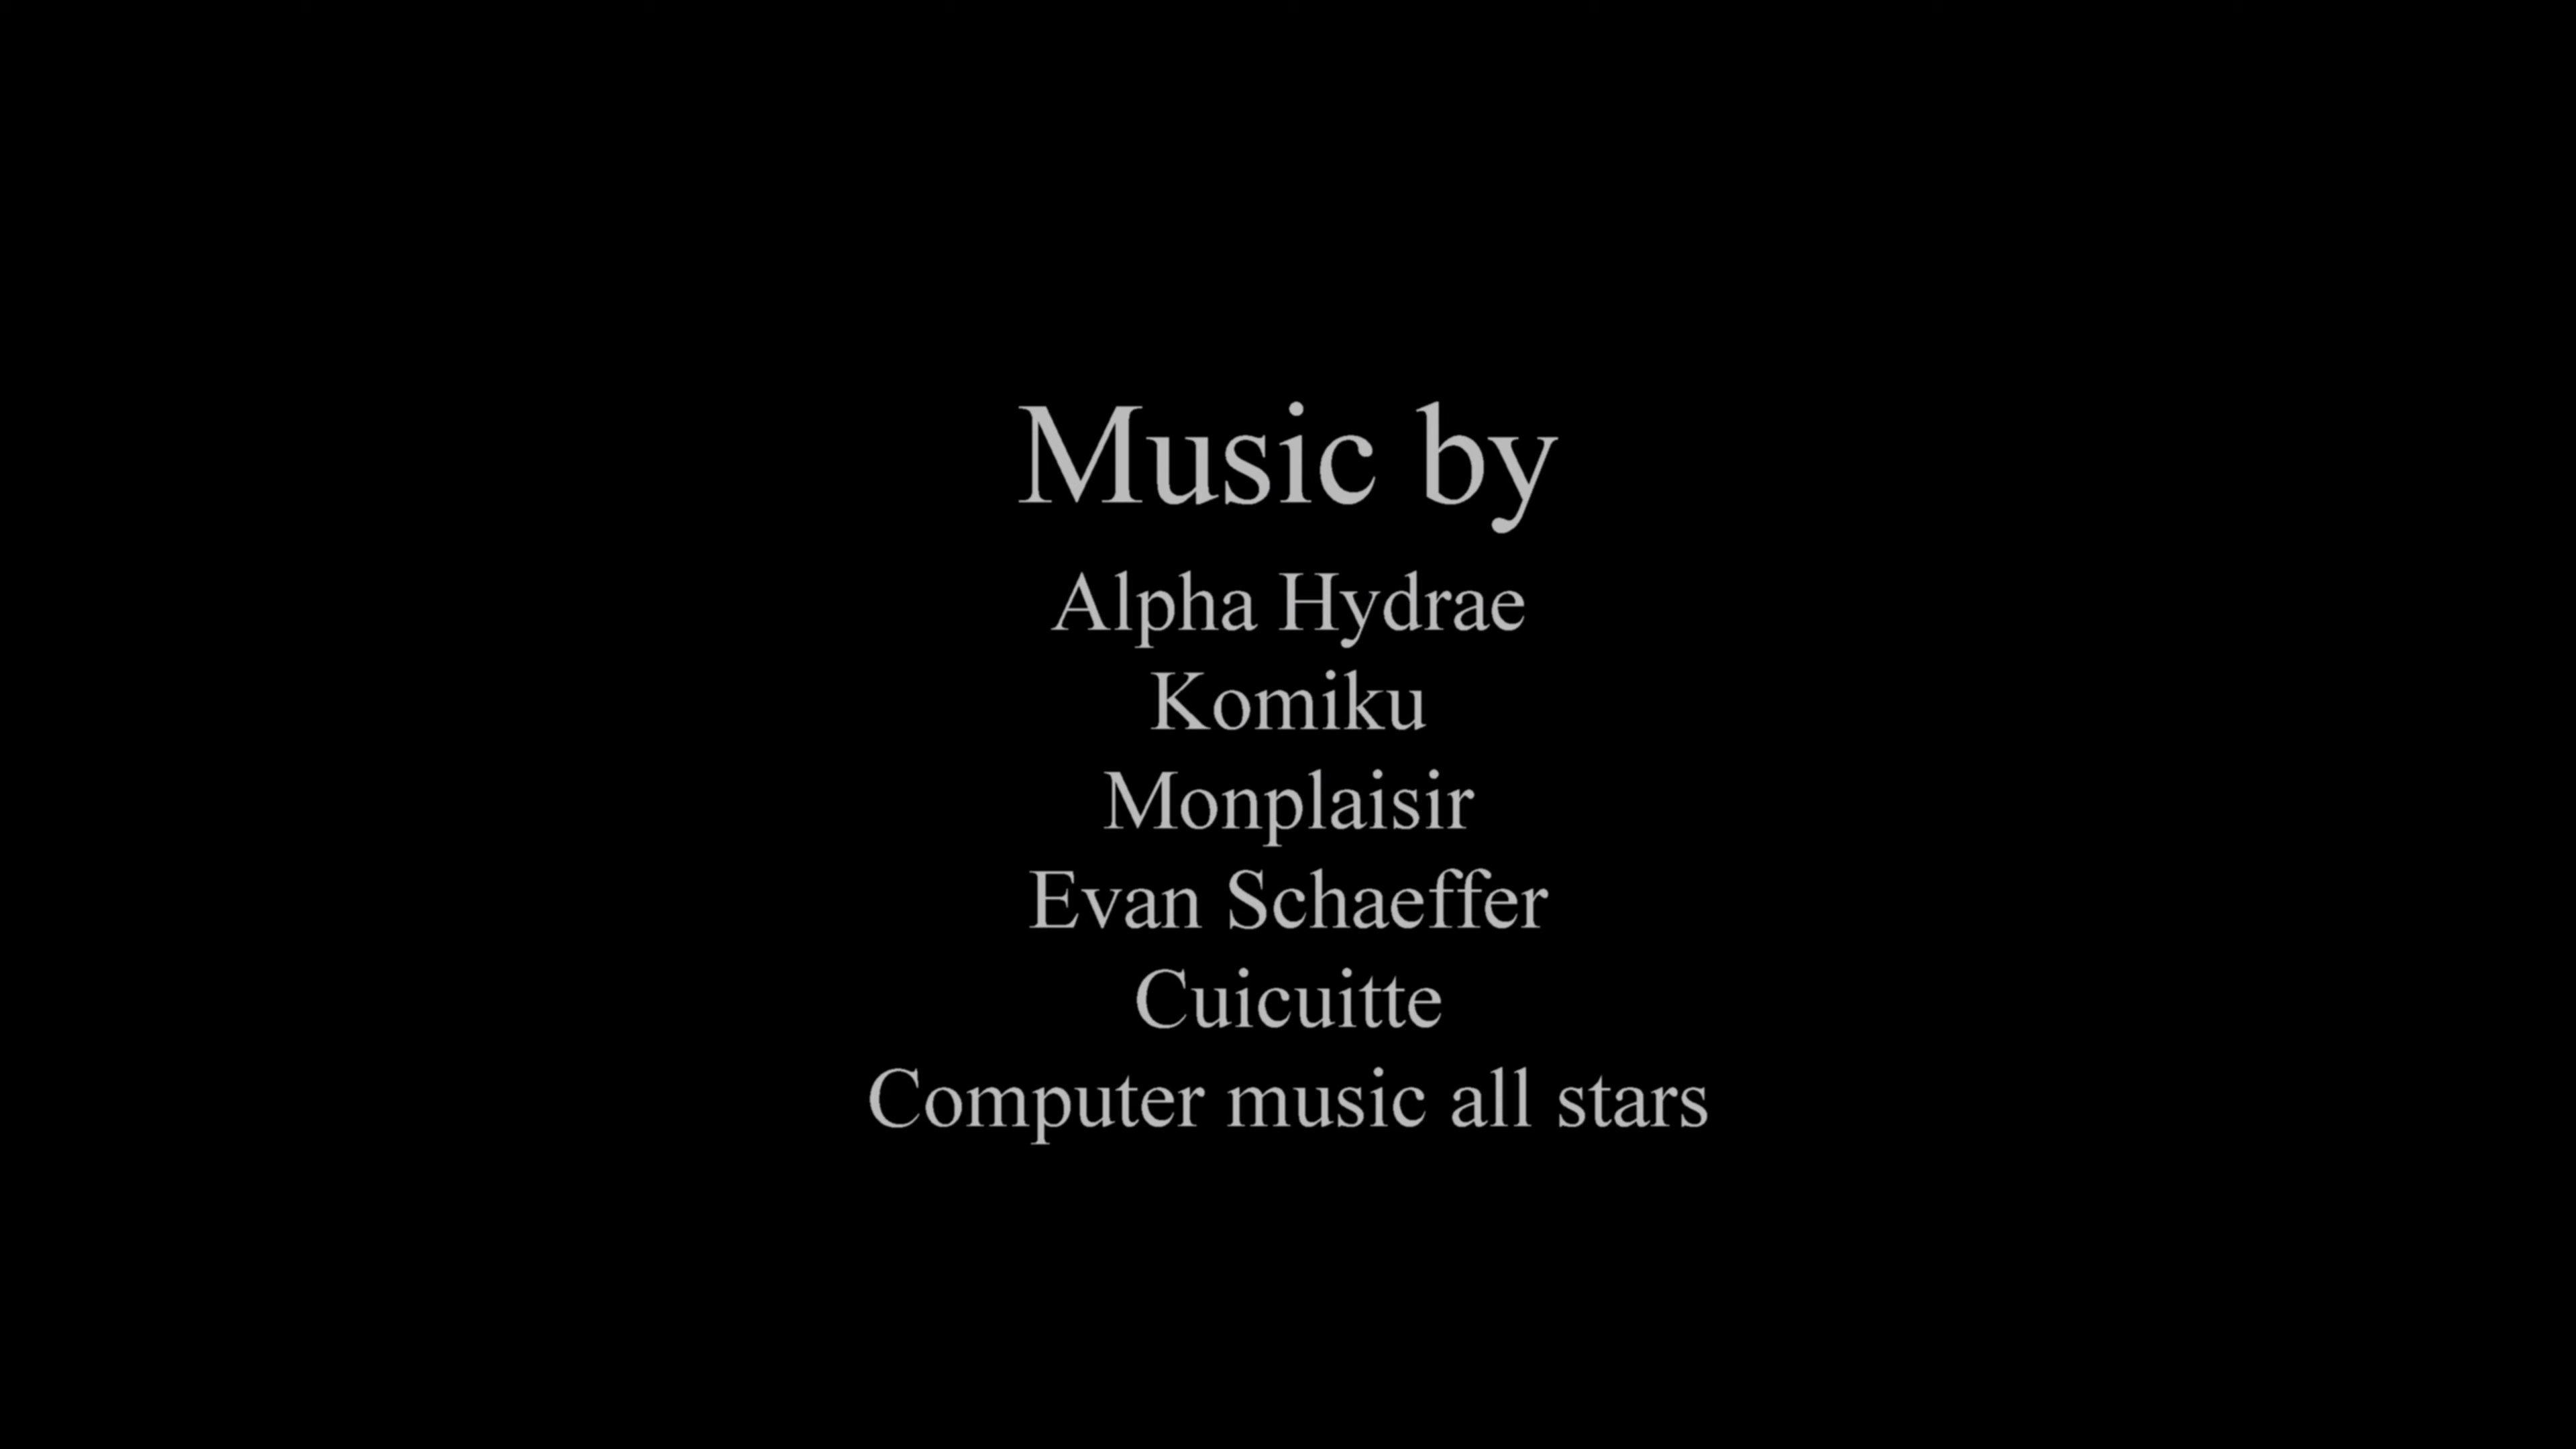 Music by
Alpha Hydrae
Komiku
Monplaisir
Evan Schaeffer
Cuicuitte
Computer music all stars